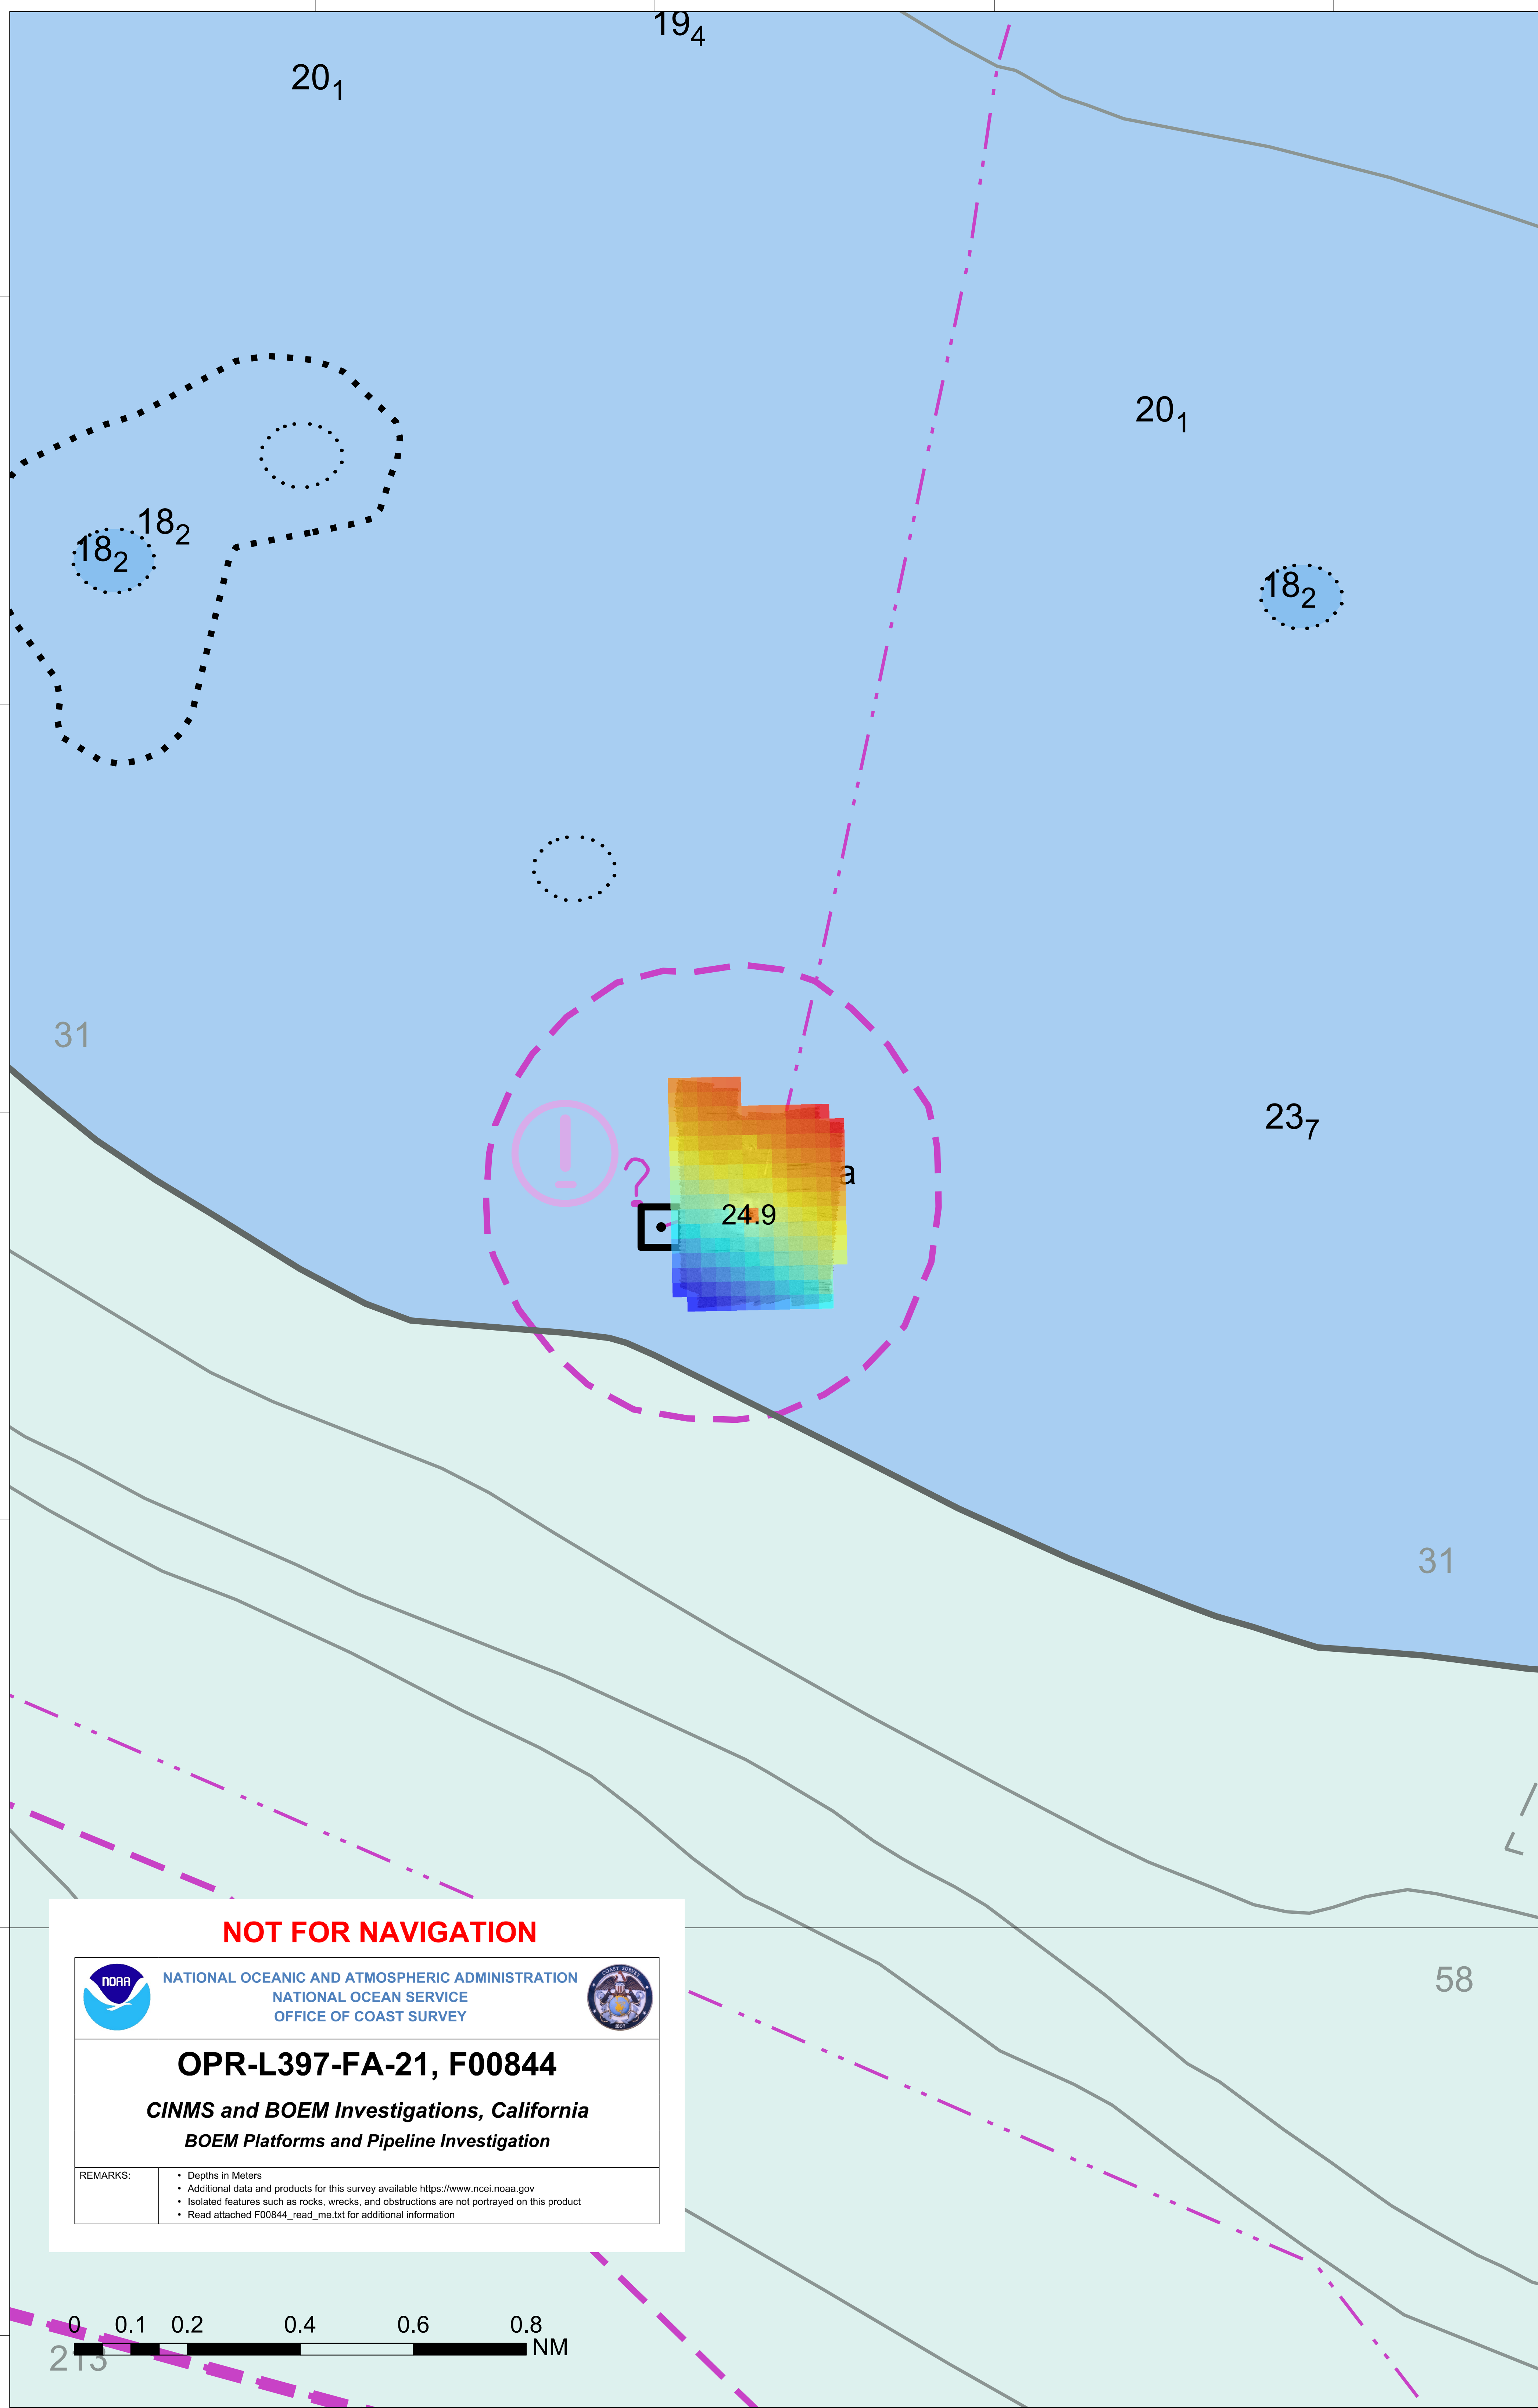 19₄
20₁
20₁
18₂
18₂
18₂
31
23₇
?
a
24.9
31
NOT FOR NAVIGATION
NOAA
NATIONAL OCEANIC AND ATMOSPHERIC ADMINISTRATION
NATIONAL OCEAN SERVICE
OFFICE OF COAST SURVEY
58
OPR-L397-FA-21, F00844
CINMS and BOEM Investigations, California
BOEM Platforms and Pipeline Investigation
REMARKS:
• Depths in Meters
• Additional data and products for this survey available https://www.ncei.noaa.gov
• Isolated features such as rocks, wrecks, and obstructions are not portrayed on this product
• Read attached F00844_read_me.txt for additional information
0 0.1 0.2 0.4 0.6 0.8
NM
213